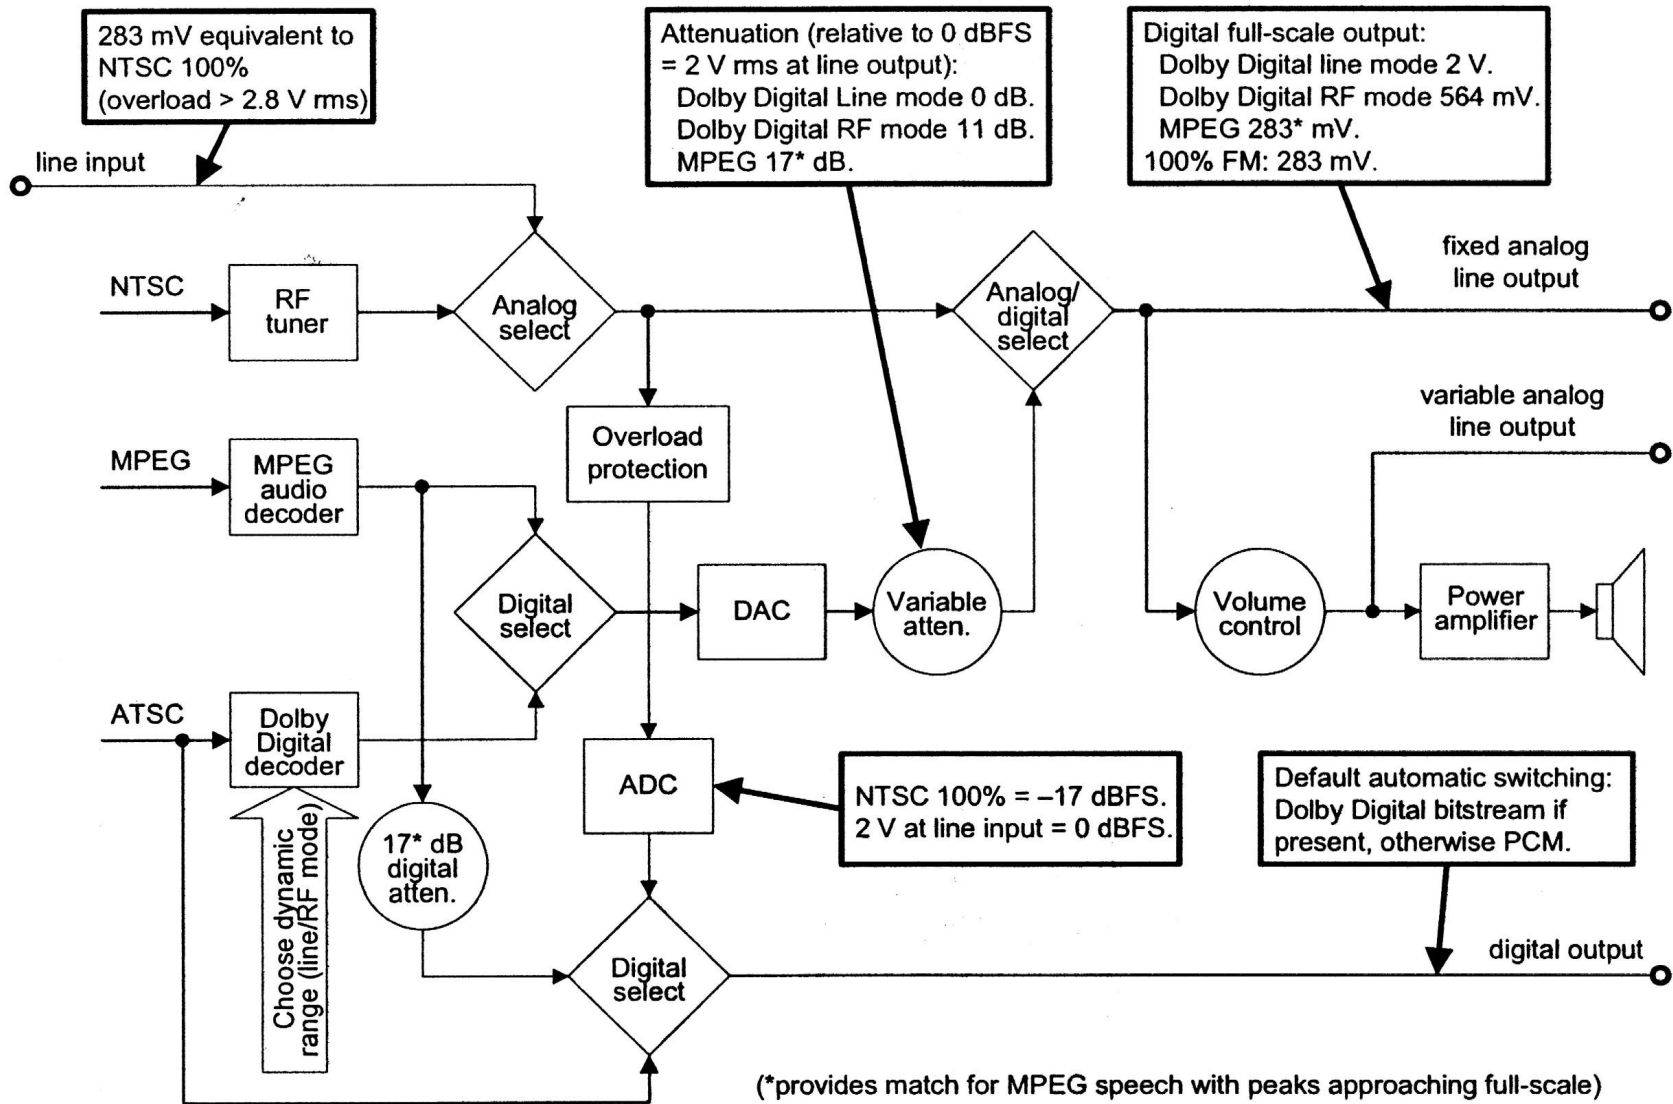 283 mV equivalent to
NTSC 100%
(overload > 2.8 V rms)
Attenuation (relative to 0 dBFS
= 2 V rms at line output):
Dolby Digital Line mode 0 dB.
Dolby Digital RF mode 11 dB.
MPEG 17* dB.
Digital full-scale output:
Dolby Digital line mode 2 V.
Dolby Digital RF mode 564 mV.
MPEG 283* mV.
100% FM: 283 mV.
line input
NTSC
RF
tuner
Analog
select
Analog/
digital
select
fixed analog
line output
variable analog
line output
Overload
protection
MPEG
MPEG
audio
decoder
Digital
select
DAC
Variable
atten.
Volume
control
Power
amplifier
ATSC
Dolby
Digital
decoder
Choose dynamic
range (line/RF mode)
17* dB
digital
atten.
ADC
NTSC 100% = –17 dBFS.
2 V at line input = 0 dBFS.
Default automatic switching:
Dolby Digital bitstream if
present, otherwise PCM.
Digital
select
digital output
(*provides match for MPEG speech with peaks approaching full-scale)